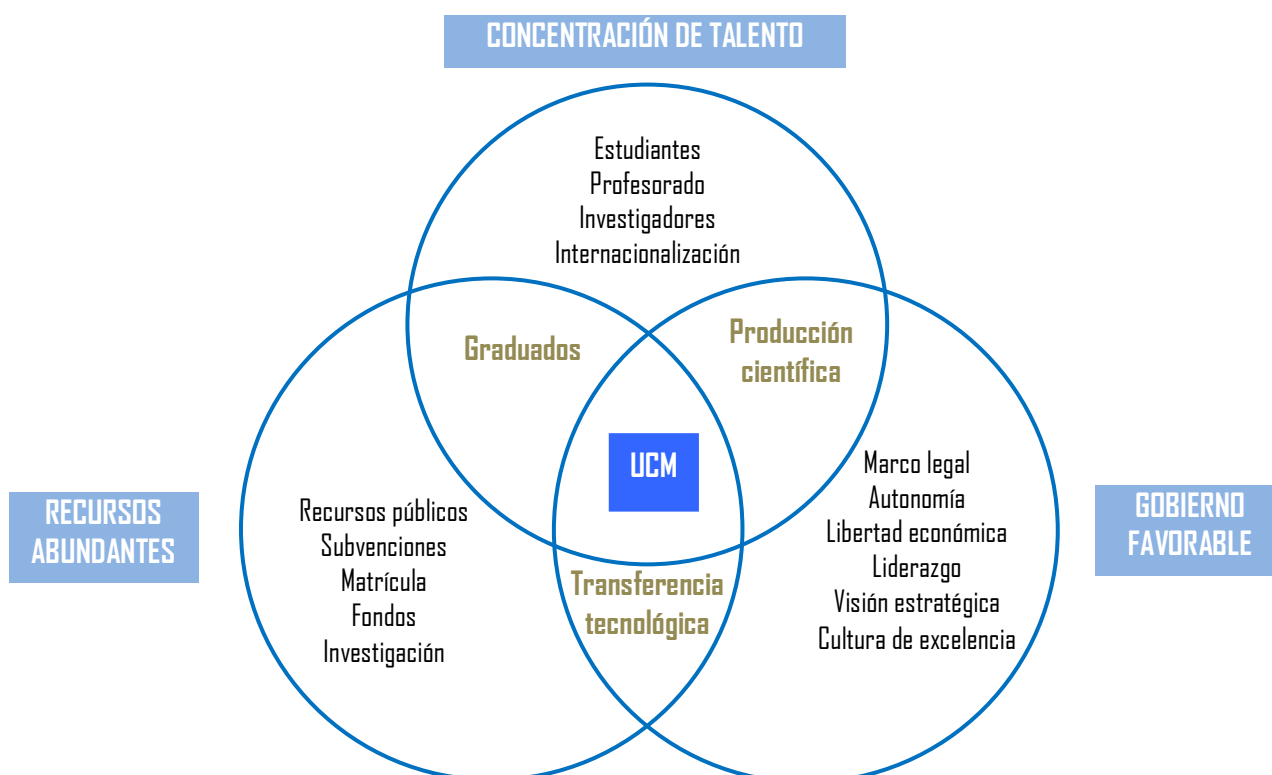 CONCENTRACIÓN DE TALENTO
Estudiantes
Profesorado
Investigadores
Internacionalización
Graduados
Producción
científica
UCM
RECURSOS
ABUNDANTES
Recursos públicos
Subvenciones
Matrícula
Fondos
Investigación
Transferencia
tecnológica
Marco legal
Autonomía
Libertad económica
Liderazgo
Visión estratégica
Cultura de excelencia
GOBIERNO
FAVORABLE